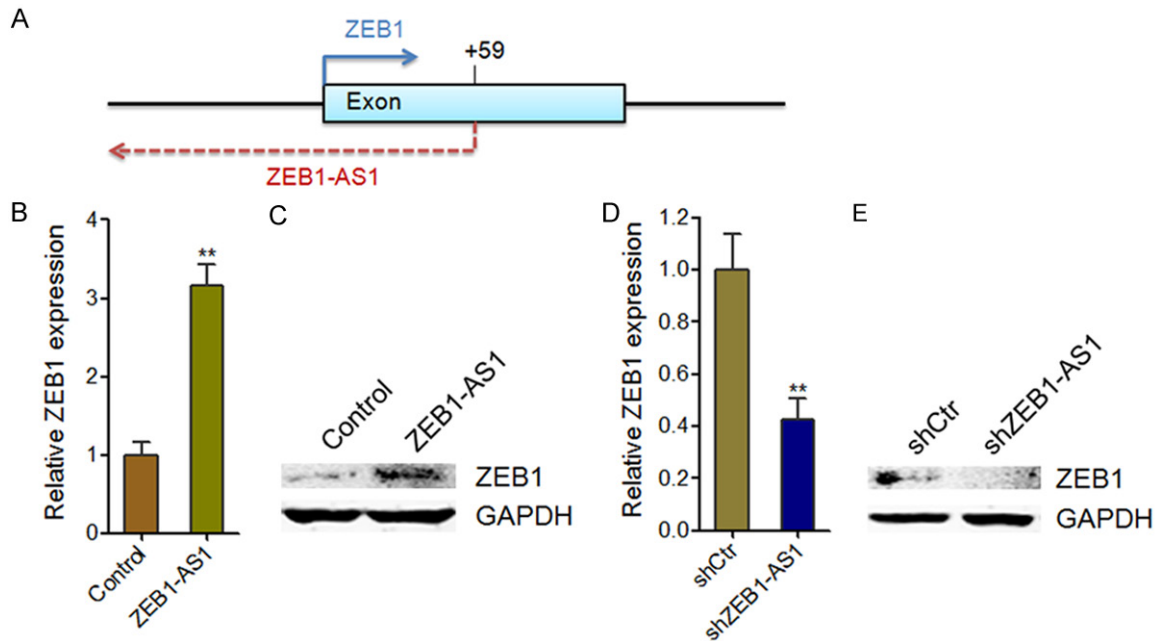 A
ZEB1
+59
Exon
ZEB1-AS1
B
Relative ZEB1 expression
4
3
2
1
0
**
Control
ZEB1-AS1
C
Control
ZEB1-AS1
ZEB1
GAPDH
D
Relative ZEB1 expression
1.2
1.0
0.8
0.6
0.4
0.2
0.0
**
shCtr
shZEB1-AS1
E
shCtr
shZEB1-AS1
ZEB1
GAPDH